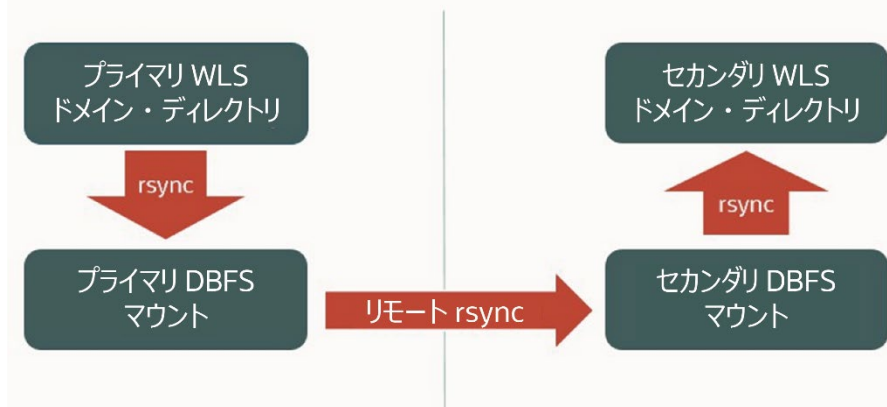 プライマリ WLS
ドメイン・ディレクトリ
セカンダリ WLS
ドメイン・ディレクトリ
rsync
rsync
プライマリ DBFS
マウント
リモート rsync
セカンダリ DBFS
マウント